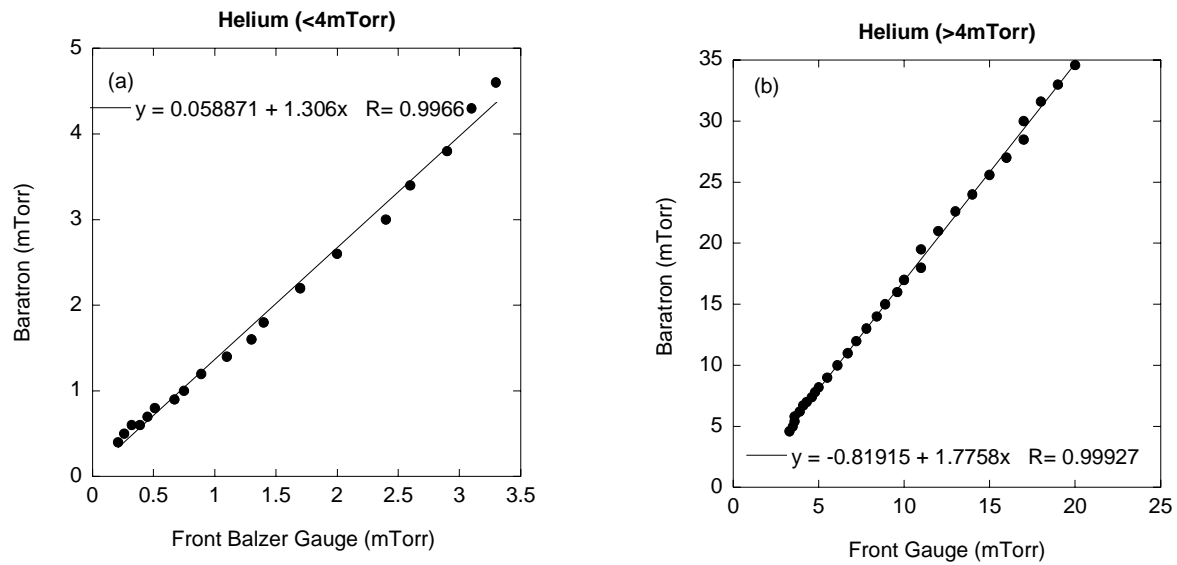 Helium (<4mTorr)
(a)
y = 0.058871 + 1.306x R= 0.9966
Baratron (mTorr)
5
4
3
2
1
0
0 0.5 1 1.5 2 2.5 3 3.5
Front Balzer Gauge (mTorr)
Helium (>4mTorr)
(b)
y = -0.81915 + 1.7758x R= 0.99927
Baratron (mTorr)
35
30
25
20
15
10
5
0
0 5 10 15 20 25
Front Gauge (mTorr)